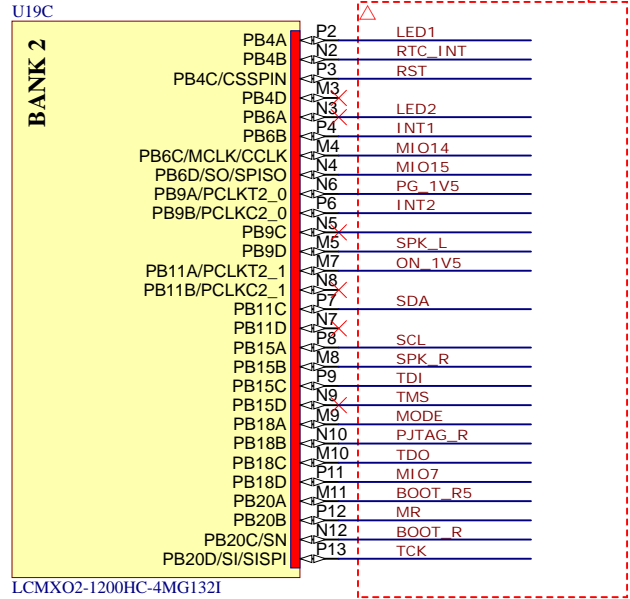 U19C
BANK 2
PB4A P2 LED1
PB4B N2 RTC_INT
PB4C/CSSPIN P3 RST
PB4D M3
PB6A N3 LED2
PB6B P4 INT1
PB6C/MCLK/CCLK M4 MIO14
PB6D/SO/SPISO N4 MIO15
PB9A/PCLKT2_0 N6 PG_1V5
PB9B/PCLKC2_0 P6 INT2
PB9C N5
PB9D M5 SPK_L
PB11A/PCLKT2_1 M7 ON_1V5
PB11B/PCLKC2_1 N8
PB11C P7 SDA
PB11D N7
PB15A P8 SCL
PB15B M8 SPK_R
PB15C P9 TDI
PB15D N9 TMS
PB18A M9 MODE
PB18B N10 PJTAG_R
PB18C M10 TDO
PB18D P11 MIO7
PB20A M11 BOOT_R5
PB20B P12 MR
PB20C/SN N12 BOOT_R
PB20D/SI/SISPI P13 TCK
LCMXO2-1200HC-4MG132I